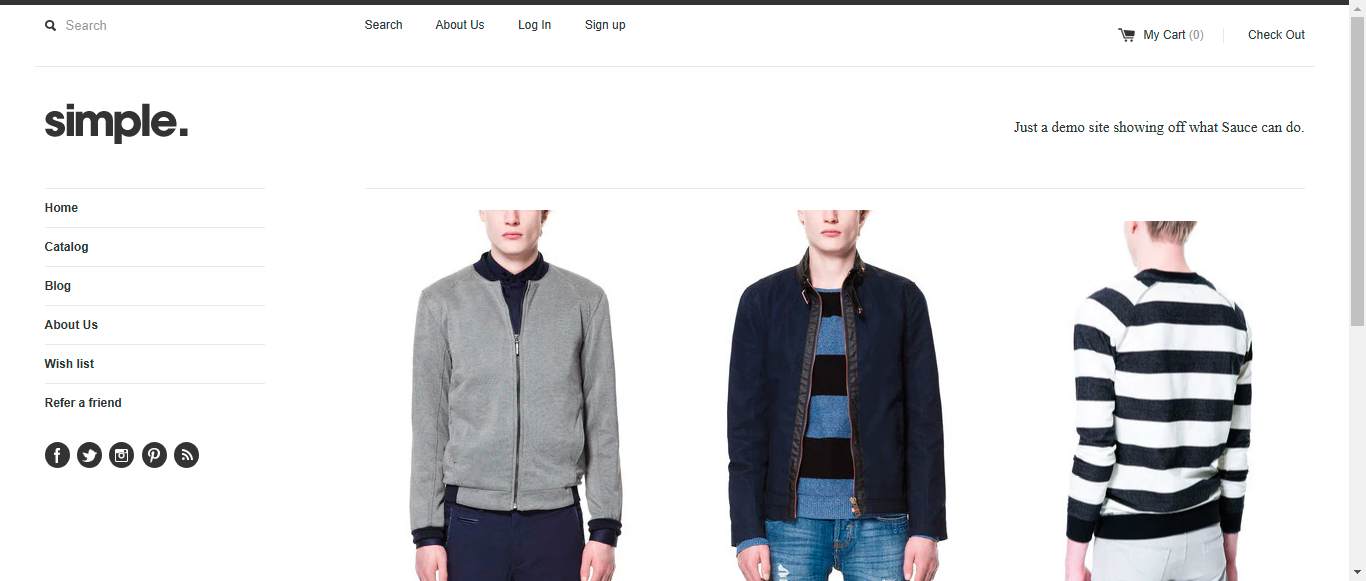 Search
Search About Us Log In Sign up
My Cart (0) Check Out
simple.
Just a demo site showing off what Sauce can do.
Home
Catalog
Blog
About Us
Wish list
Refer a friend